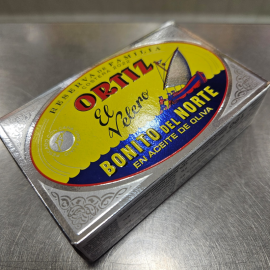 RESERVA DE FAMILIA
ORTIZ
El
Velero
BONITO DEL NORTE
EN ACEITE DE OLIVA